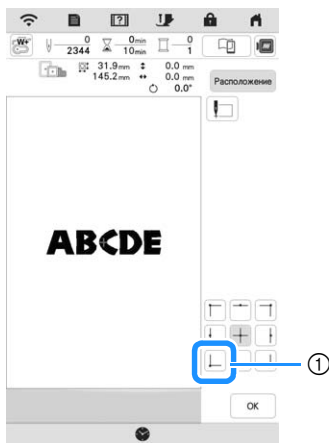 W+
0
2344
0min
10min
0
1
31.9mm
145.2mm
0.0 mm
0.0 mm
0.0°
Расположение
ABCDE
①
OK